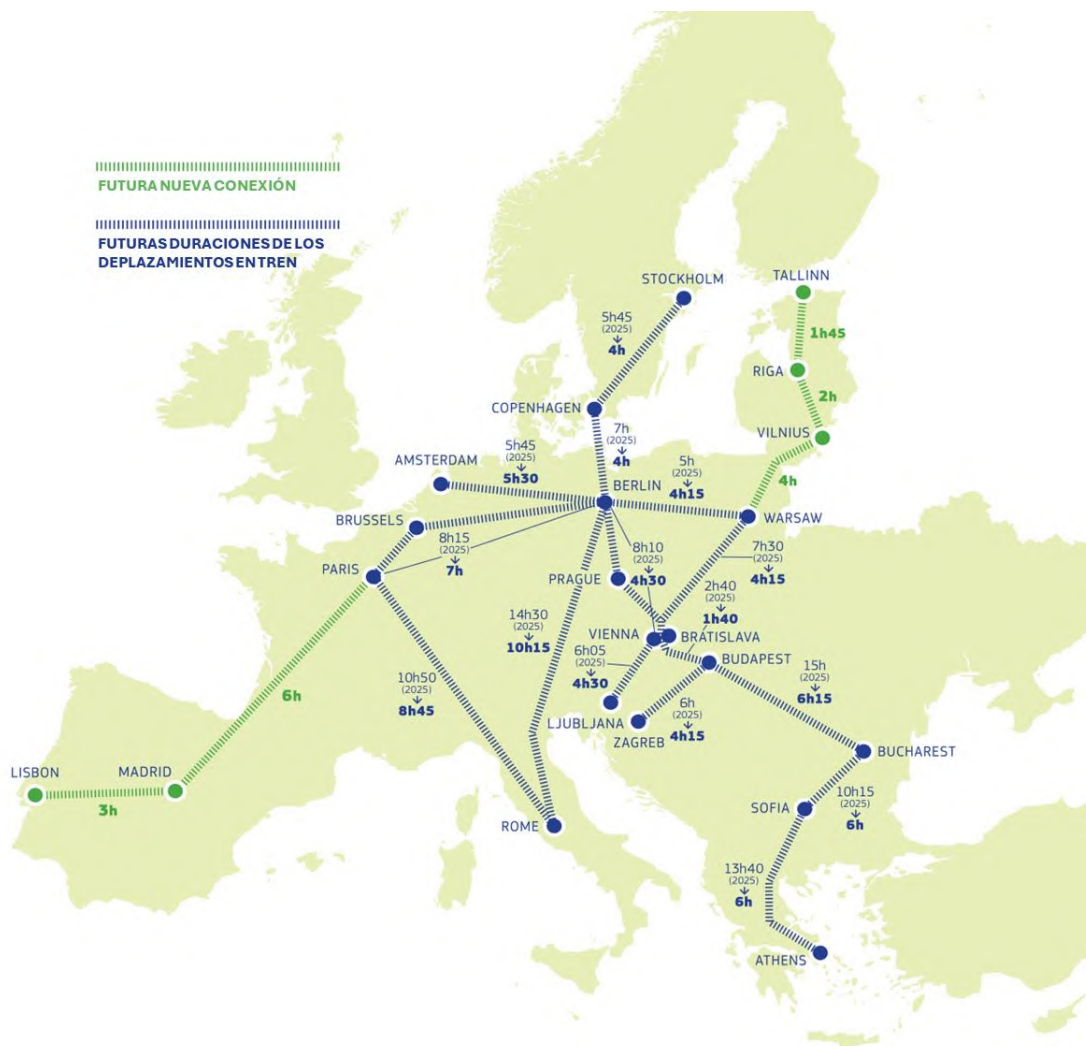 FUTURA NUEVA CONEXIÓN
FUTURAS DURACIONES DE LOS
DEPLAZAMIENTOS EN TREN
STOCKHOLM
TALLINN
5h45
(2025)
4h
1h45
RIGA
2h
COPENHAGEN
VILNIUS
7h
(2025)
4h
AMSTERDAM
5h45
(2025)
5h30
5h
(2025)
4h15
4h
BERLIN
BRUSSELS
WARSAW
8h15
(2025)
7h
PARIS
8h10
(2025)
4h30
7h30
(2025)
4h15
PRAGUE
2h40
(2025)
1h40
14h30
(2025)
10h15
VIENNA
BRATISLAVA
6h05
(2025)
4h30
BUDAPEST
15h
(2025)
6h15
10h50
(2025)
8h45
6h
6h
(2025)
4h15
LJUBLJANA
ZAGREB
BUCHAREST
LISBON
MADRID
3h
10h15
(2025)
6h
SOFIA
ROME
13h40
(2025)
6h
ATHENS